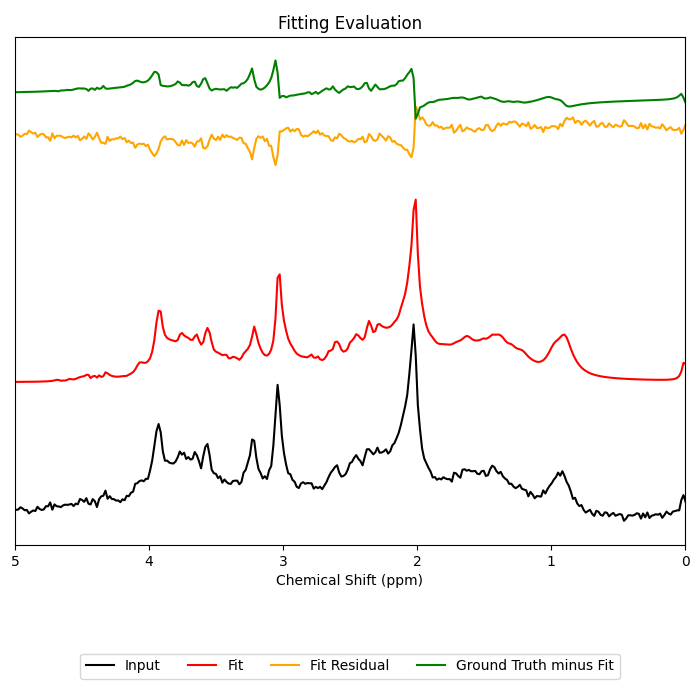 Fitting Evaluation
5 4 3 2 1 0
Chemical Shift (ppm)
Input Fit Fit Residual Ground Truth minus Fit